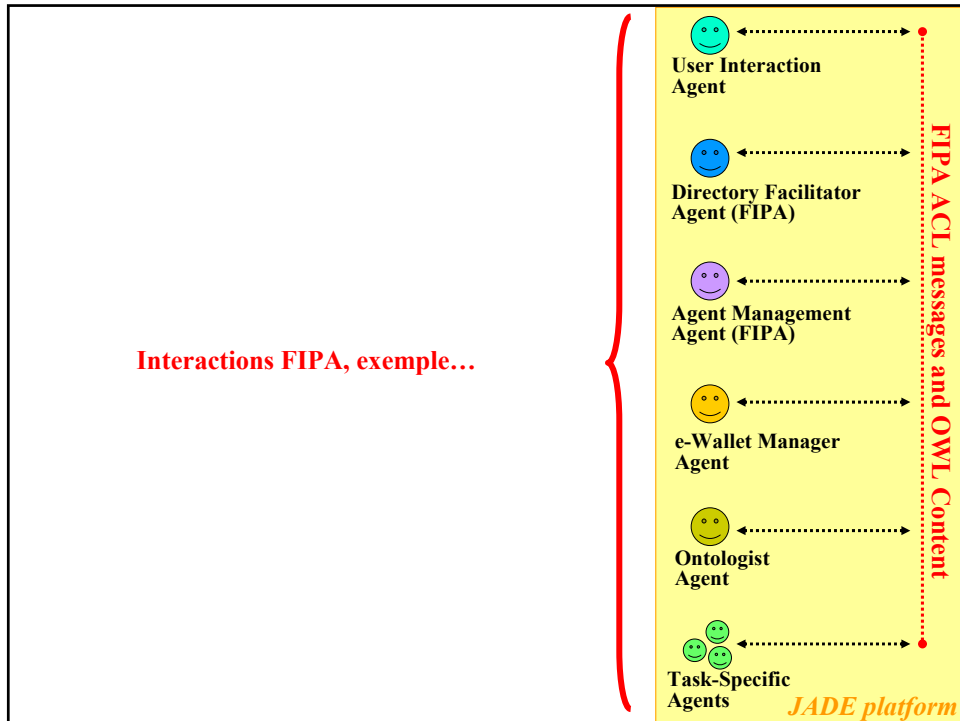 User Interaction
Agent
Directory Facilitator
Agent (FIPA)
Agent Management
Agent (FIPA)
Interactions FIPA, exemple…
e-Wallet Manager
Agent
Ontologist
Agent
Task-Specific
Agents
FIPA ACL messages and OWL Content
JADE platform